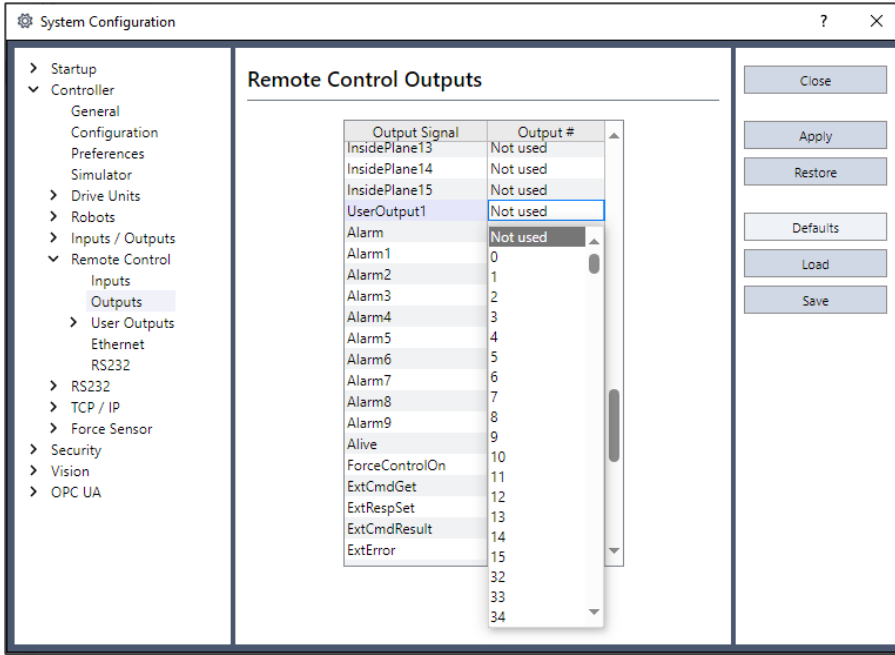 System Configuration
?
Startup
Controller
General
Configuration
Preferences
Simulator
Drive Units
Robots
Inputs / Outputs
Remote Control
Inputs
Outputs
User Outputs
Ethernet
RS232
RS232
TCP / IP
Force Sensor
Security
Vision
OPC UA
Remote Control Outputs
Output Signal Output #
InsidePlane13 Not used
InsidePlane14 Not used
InsidePlane15 Not used
UserOutput1 Not used
Alarm
Alarm1
Alarm2
Alarm3
Alarm4
Alarm5
Alarm6
Alarm7
Alarm8
Alarm9
Alive
ForceControlOn
ExtCmdGet
ExtRespSet
ExtCmdResult
ExtError
Not used
0
1
2
3
4
5
6
7
8
9
10
11
12
13
14
15
32
33
34
Close
Apply
Restore
Defaults
Load
Save